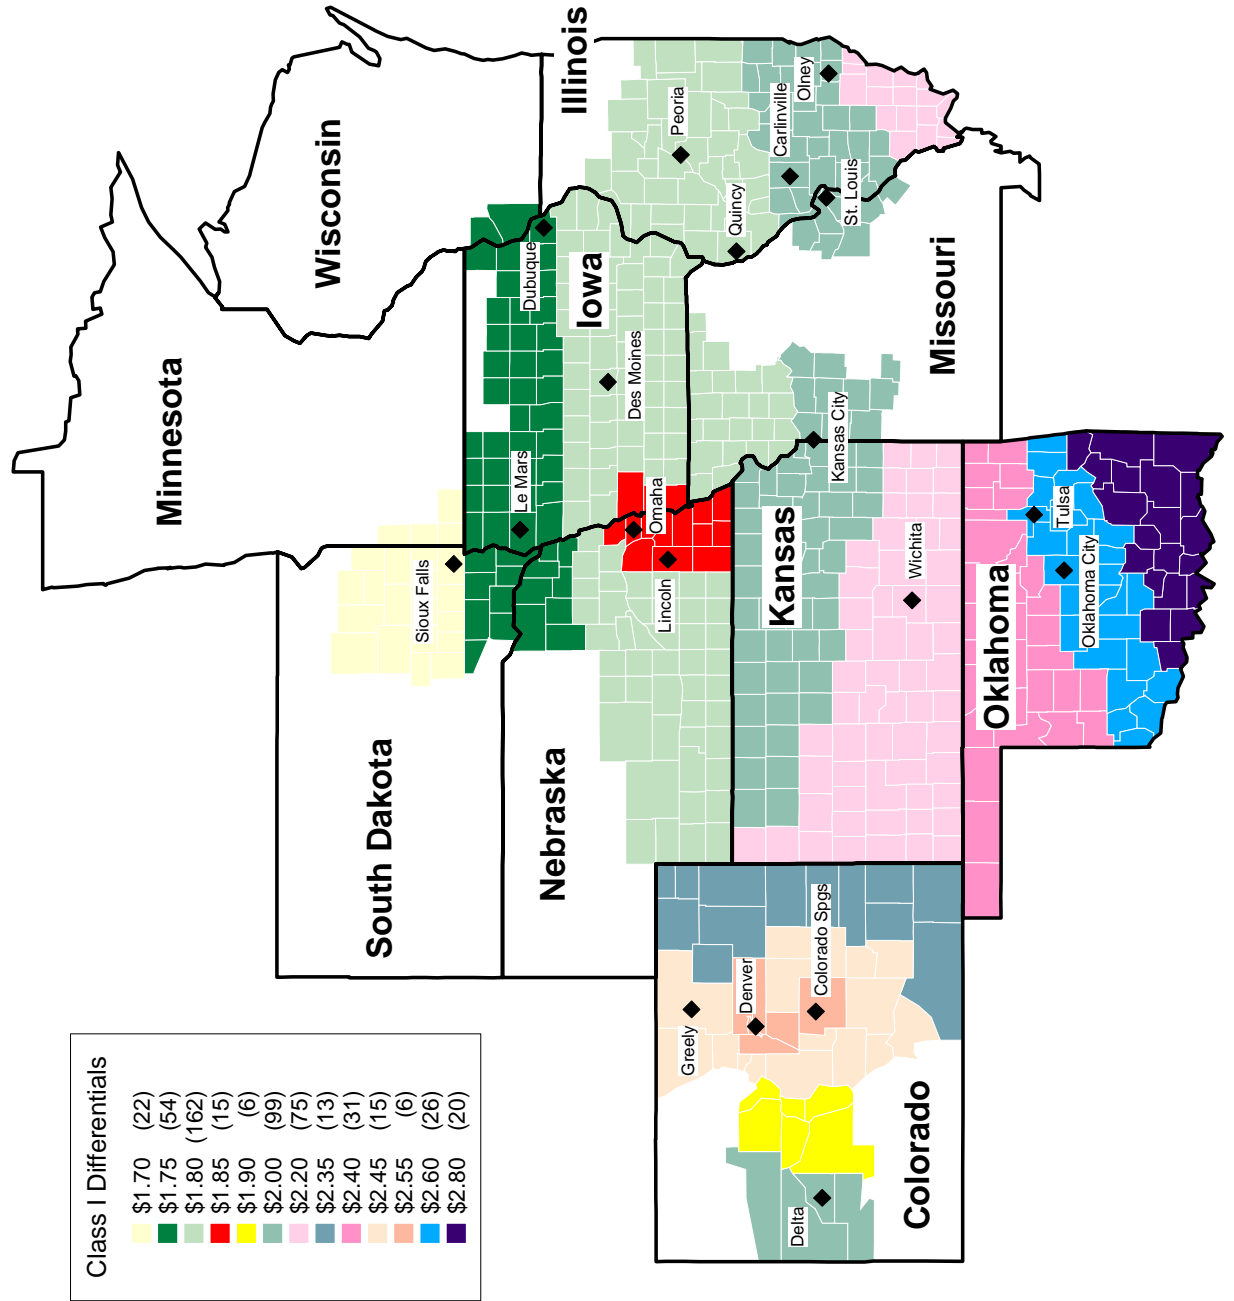 Class I Differentials
$1.70 (22)
$1.75 (54)
$1.80 (162)
$1.85 (15)
$1.90 (6)
$2.00 (99)
$2.20 (75)
$2.35 (13)
$2.40 (31)
$2.45 (15)
$2.55 (6)
$2.60 (26)
$2.80 (20)
Minnesota
Wisconsin
South Dakota
Sioux Falls
Le Mars
Dubuque
Iowa
Illinois
Nebraska
Omaha
Lincoln
Des Moines
Peoria
Quincy
Carlinville
Olney
St. Louis
Greely
Denver
Colorado Spgs
Delta
Colorado
Kansas
Kansas City
Wichita
Missouri
Oklahoma
Tulsa
Oklahoma City